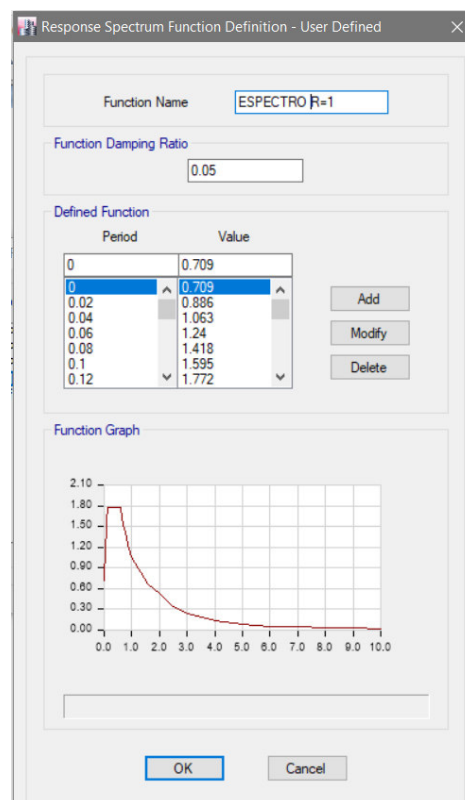 Response Spectrum Function Definition - User Defined
Function Name ESPECTRO R=1
Function Damping Ratio
0.05
Defined Function
Period Value
0 0.709
0 0.709
0.02 0.886
0.04 1.063
0.06 1.24
0.08 1.418
0.1 1.595
0.12 1.772
Add
Modify
Delete
Function Graph
2.10
1.80
1.50
1.20
0.90
0.60
0.30
0.00
0.0 1.0 2.0 3.0 4.0 5.0 6.0 7.0 8.0 9.0 10.0
OK Cancel